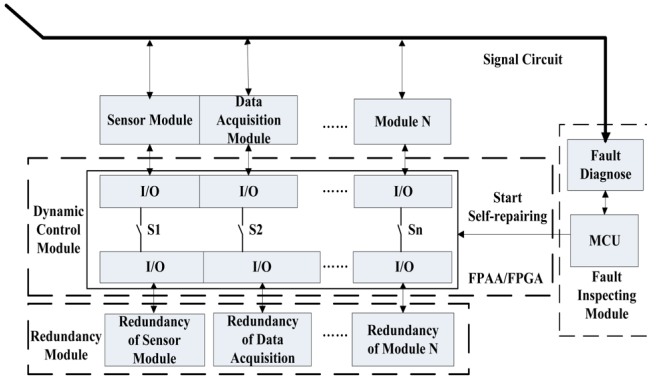 Signal Circuit
Sensor Module
Data
Acquisition
Module
......
Module N
Fault
Diagnose
Dynamic
Control
Module
I/O
I/O
......
I/O
Start
Self-repairing
S1
S2
Sn
MCU
I/O
I/O
......
I/O
FPAA/FPGA
Fault
Inspecting
Module
Redundancy
Module
Redundancy
of Sensor
Module
Redundancy
of Data
Acquisition
......
Redundancy
of Module N